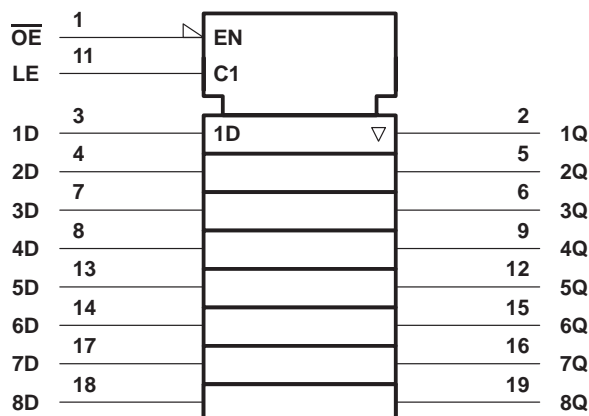 OE 1 EN
LE 11 C1
1D 3 1D ▽ 2 1Q
2D 4 5 2Q
3D 7 6 3Q
4D 8 9 4Q
5D 13 12 5Q
6D 14 15 6Q
7D 17 16 7Q
8D 18 19 8Q